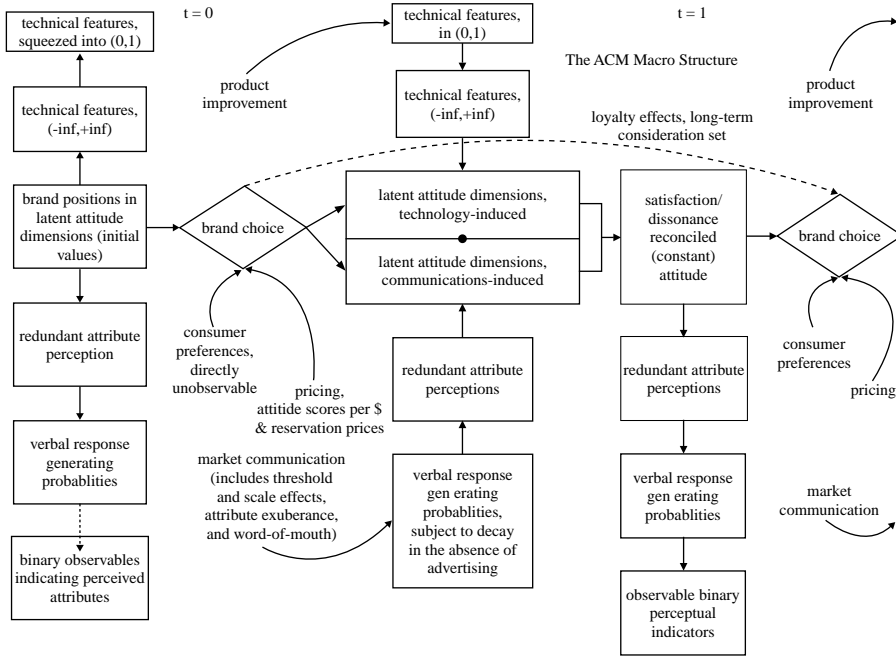 technical features,
squeezed into (0,1)
t = 0
technical features,
in (0,1)
t = 1
The ACM Macro Structure
product
improvement
product
improvement
technical features,
(-inf,+inf)
technical features,
(-inf,+inf)
loyalty effects, long-term
consideration set
brand positions in
latent attitude
dimensions (initial
values)
brand choice
latent attitude dimensions,
technology-induced
latent attitude dimensions,
communications-induced
satisfaction/
dissonance
reconciled
(constant)
attitude
brand choice
redundant attribute
perception
consumer
preferences,
directly
unobservable
pricing,
attitide scores per $
& reservation prices
redundant attribute
perceptions
redundant attribute
perceptions
consumer
preferences
pricing
verbal response
generating
probablities
market communication
(includes threshold
and scale effects,
attribute exuberance,
and word-of-mouth)
verbal response
gen erating
probablities,
subject to decay
in the absence of
advertising
verbal response
gen erating
probablities
market
communication
binary observables
indicating perceived
attributes
observable binary
perceptual
indicators